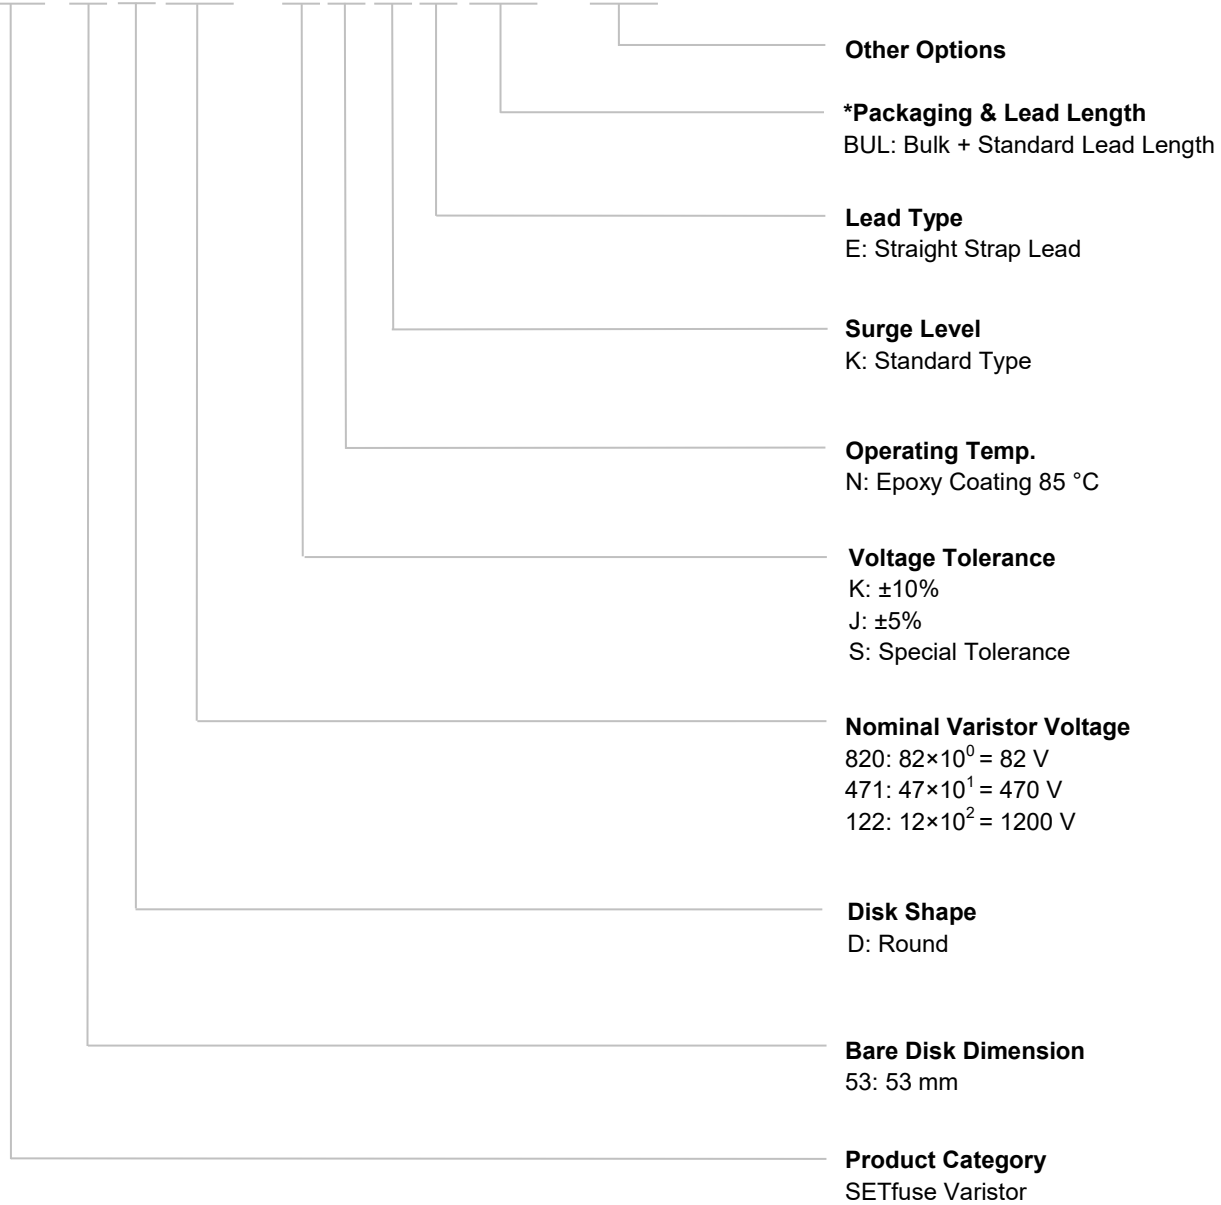 Other Options
*Packaging & Lead Length
BUL: Bulk + Standard Lead Length
Lead Type
E: Straight Strap Lead
Surge Level
K: Standard Type
Operating Temp.
N: Epoxy Coating 85 °C
Voltage Tolerance
K: ±10%
J: ±5%
S: Special Tolerance
Nominal Varistor Voltage
820: 82×10⁰ = 82 V
471: 47×10¹ = 470 V
122: 12×10² = 1200 V
Disk Shape
D: Round
Bare Disk Dimension
53: 53 mm
Product Category
SETfuse Varistor